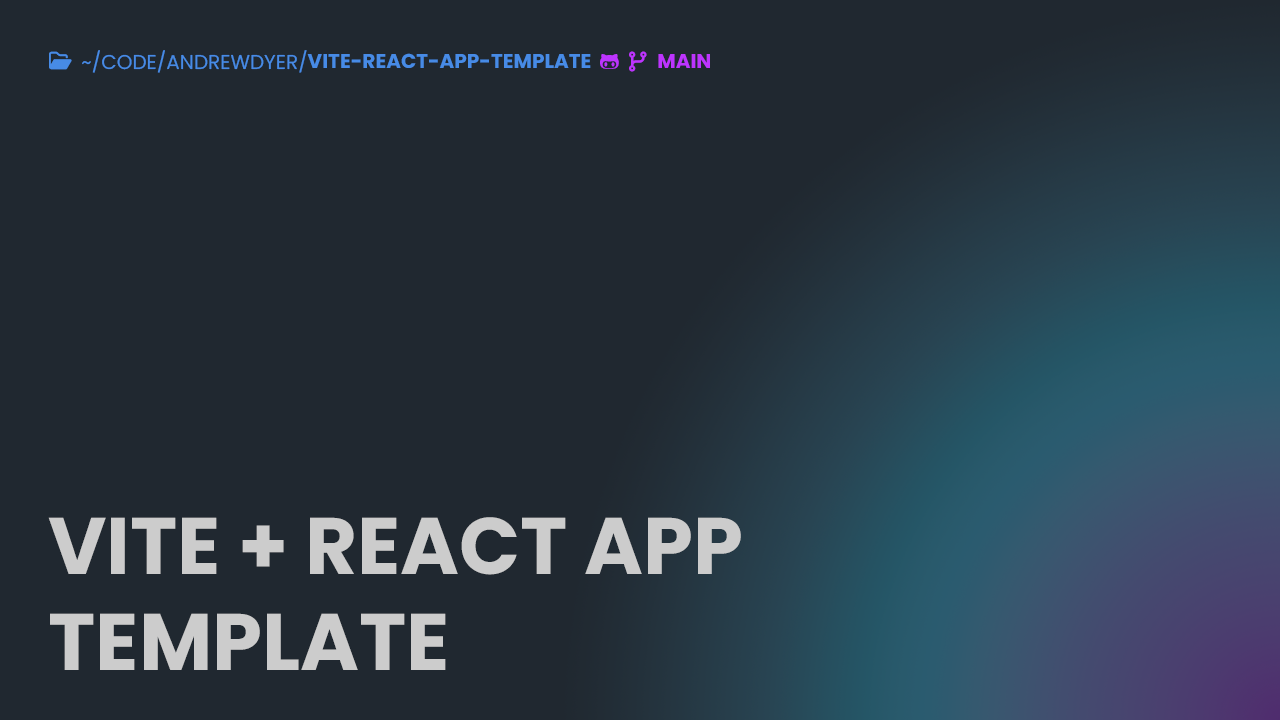 ~/CODE/ANDREWDYER/VITE-REACT-APP-TEMPLATE MAIN
VITE + REACT APP
TEMPLATE